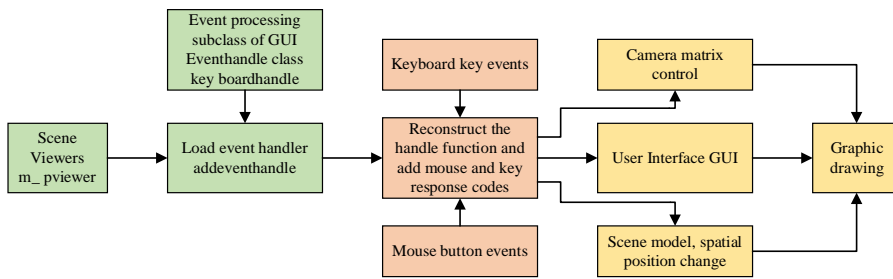 Event processing
subclass of GUI
Eventhandle class
key boardhandle
Keyboard key events
Camera matrix
control
Scene
Viewers
m_ pviewer
Load event handler
addeventhandle
Reconstruct the
handle function and
add mouse and key
response codes
User Interface GUI
Graphic
drawing
Mouse button events
Scene model, spatial
position change